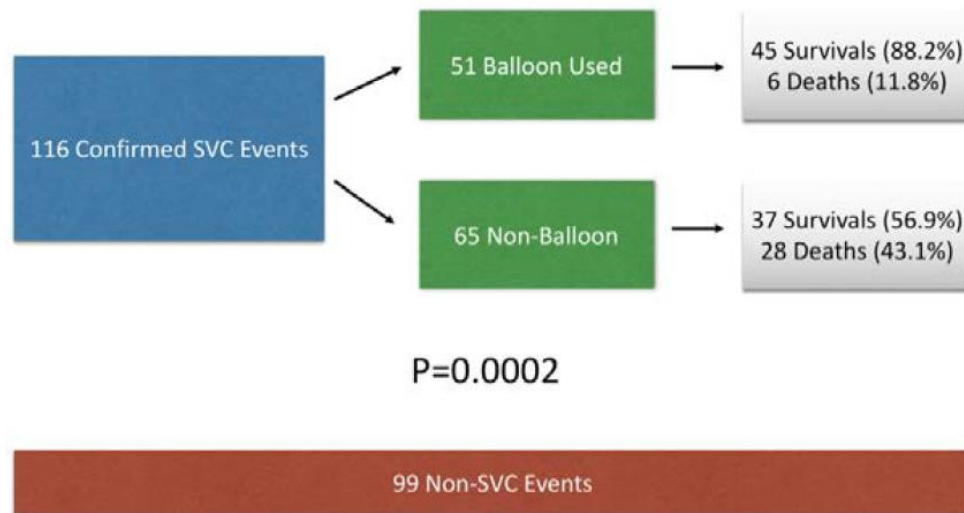 116 Confirmed SVC Events
51 Balloon Used
45 Survivals (88.2%)
6 Deaths (11.8%)
65 Non-Balloon
37 Survivals (56.9%)
28 Deaths (43.1%)
P=0.0002
99 Non-SVC Events